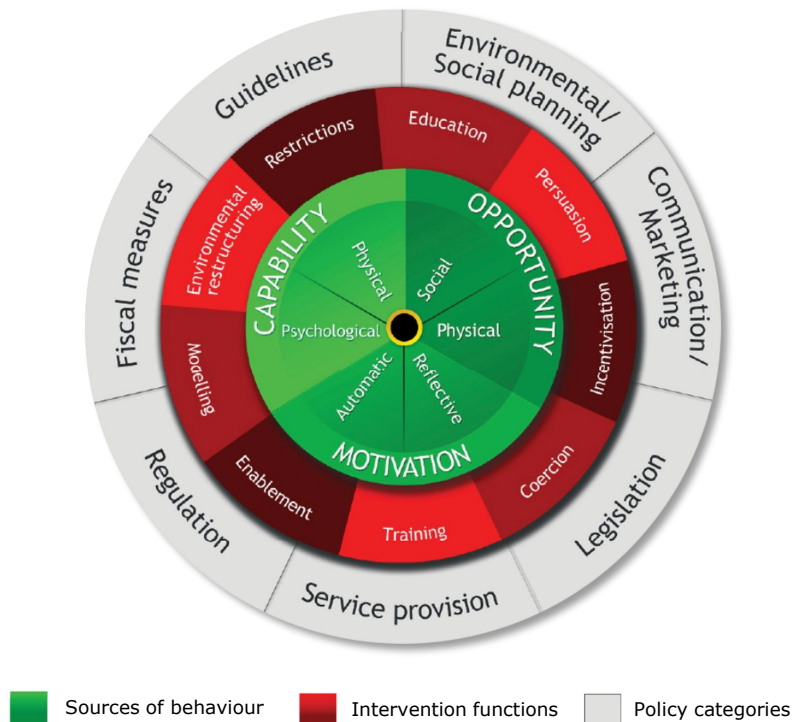 Guidelines
Environmental/
Social planning
Communication/
Marketing
Legislation
Service provision
Regulation
Fiscal measures
Restrictions
Education
Persuasion
Incentivisation
Coercion
Training
Enablement
Modelling
Environmental
restructuring
CAPABILITY
OPPORTUNITY
MOTIVATION
Physical
Social
Psychological
Physical
Automatic
Reflective
Sources of behaviour
Intervention functions
Policy categories